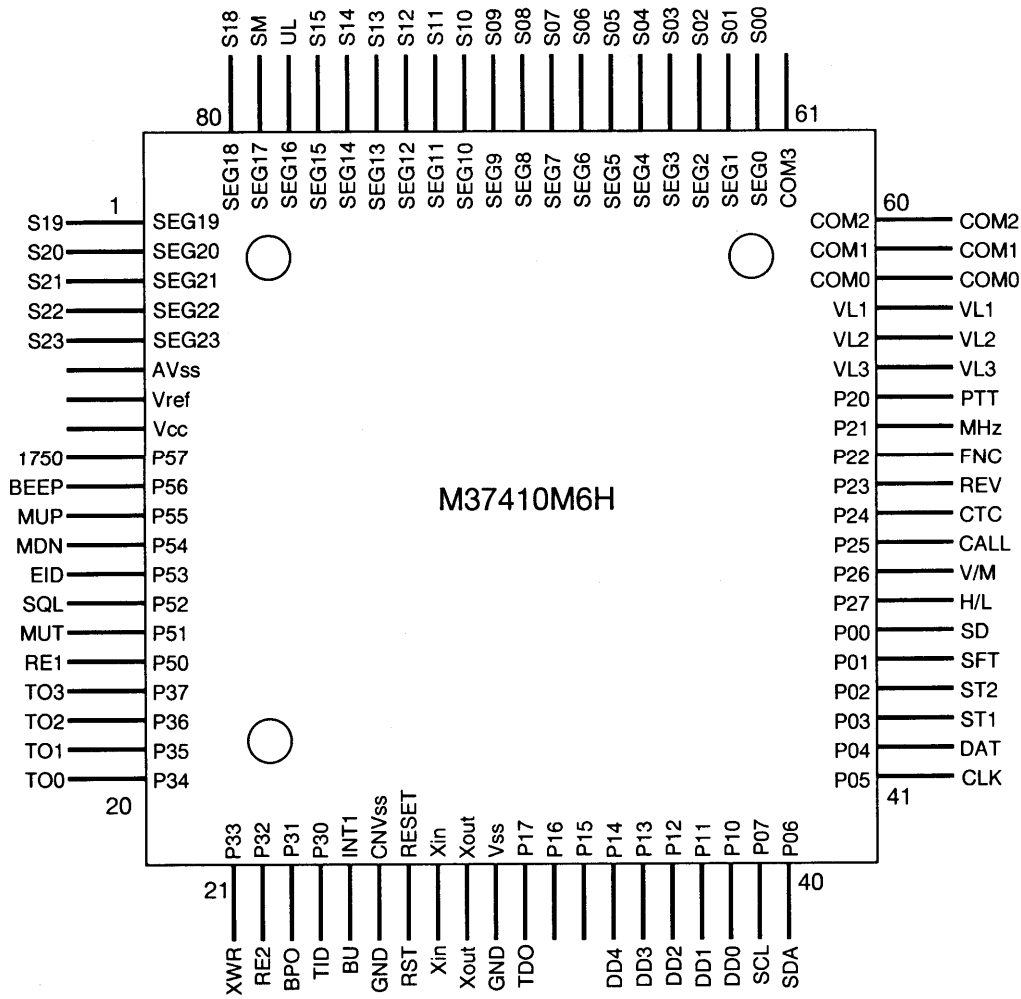 S18 SM UL S15 S14 S13 S12 S11 S10 S09 S08 S07 S06 S05 S04 S03 S02 S01 S00
80 61
SEG18 SEG17 SEG16 SEG15 SEG14 SEG13 SEG12 SEG11 SEG10 SEG9 SEG8 SEG7 SEG6 SEG5 SEG4 SEG3 SEG2 SEG1 SEG0 COM3
1 60
S19 SEG19 COM2 COM2
S20 SEG20 COM1 COM1
S21 SEG21 COM0 COM0
S22 SEG22 VL1 VL1
S23 SEG23 VL2 VL2
AVss VL3 VL3
Vref P20 PTT
Vcc P21 MHz
1750 P57 P22 FNC
BEEP P56 P23 REV
M37410M6H
MUP P55 P24 CTC
MDN P54 P25 CALL
EID P53 P26 V/M
SQL P52 P27 H/L
MUT P51 P00 SD
RE1 P50 P01 SFT
TO3 P37 P02 ST2
TO2 P36 P03 ST1
TO1 P35 P04 DAT
TO0 P34 P05 CLK
20 41
P33 P32 P31 P30 INT1 CNVss RESET Xin Xout Vss P17 P16 P15 P14 P13 P12 P11 P10 P07 P06
21 40
XWR RE2 BPO TID BU GND RST Xin Xout GND TDO DD4 DD3 DD2 DD1 DD0 SCL SDA